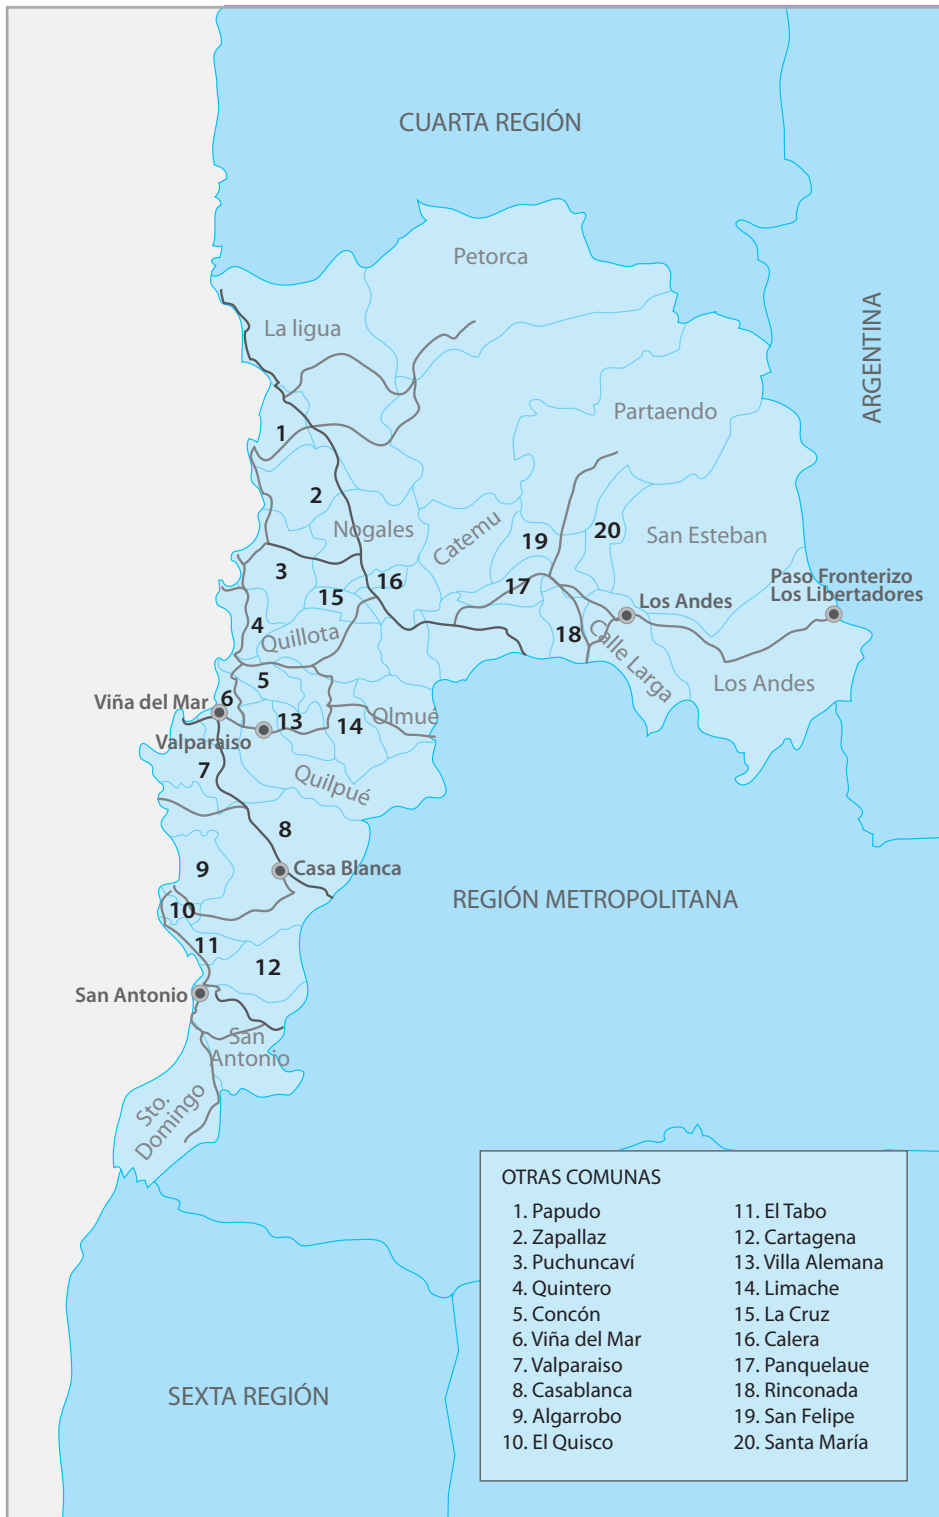 CUARTA REGIÓN
Petorca
ARGENTINA
La ligua
Partaendo
1
2
Nogales
Catemu
19
20
San Esteban
3
15
16
17
Paso Fronterizo
Los Libertadores
Los Andes
4
Quillota
18
Calle Larga
Los Andes
5
Viña del Mar
6
13
14
Olmué
Valparaiso
7
Quilpué
8
9
Casa Blanca
10
REGIÓN METROPOLITANA
11
12
San Antonio
San
Antonio
Sto.
Domingo
SEXTA REGIÓN
OTRAS COMUNAS
1. Papudo
2. Zapallaz
3. Puchuncaví
4. Quintero
5. Concón
6. Viña del Mar
7. Valparaiso
8. Casablanca
9. Algarrobo
10. El Quisco
11. El Tabo
12. Cartagena
13. Villa Alemana
14. Limache
15. La Cruz
16. Calera
17. Panquelaue
18. Rinconada
19. San Felipe
20. Santa María